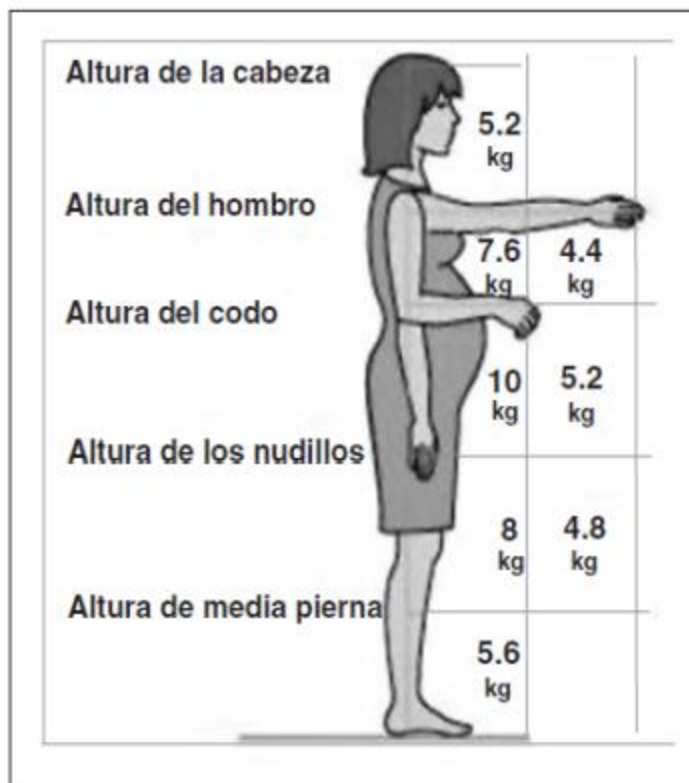 Altura de la cabeza
5.2
kg
Altura del hombro
7.6
kg
4.4
kg
Altura del codo
10
kg
5.2
kg
Altura de los nudillos
8
kg
4.8
kg
Altura de media pierna
5.6
kg